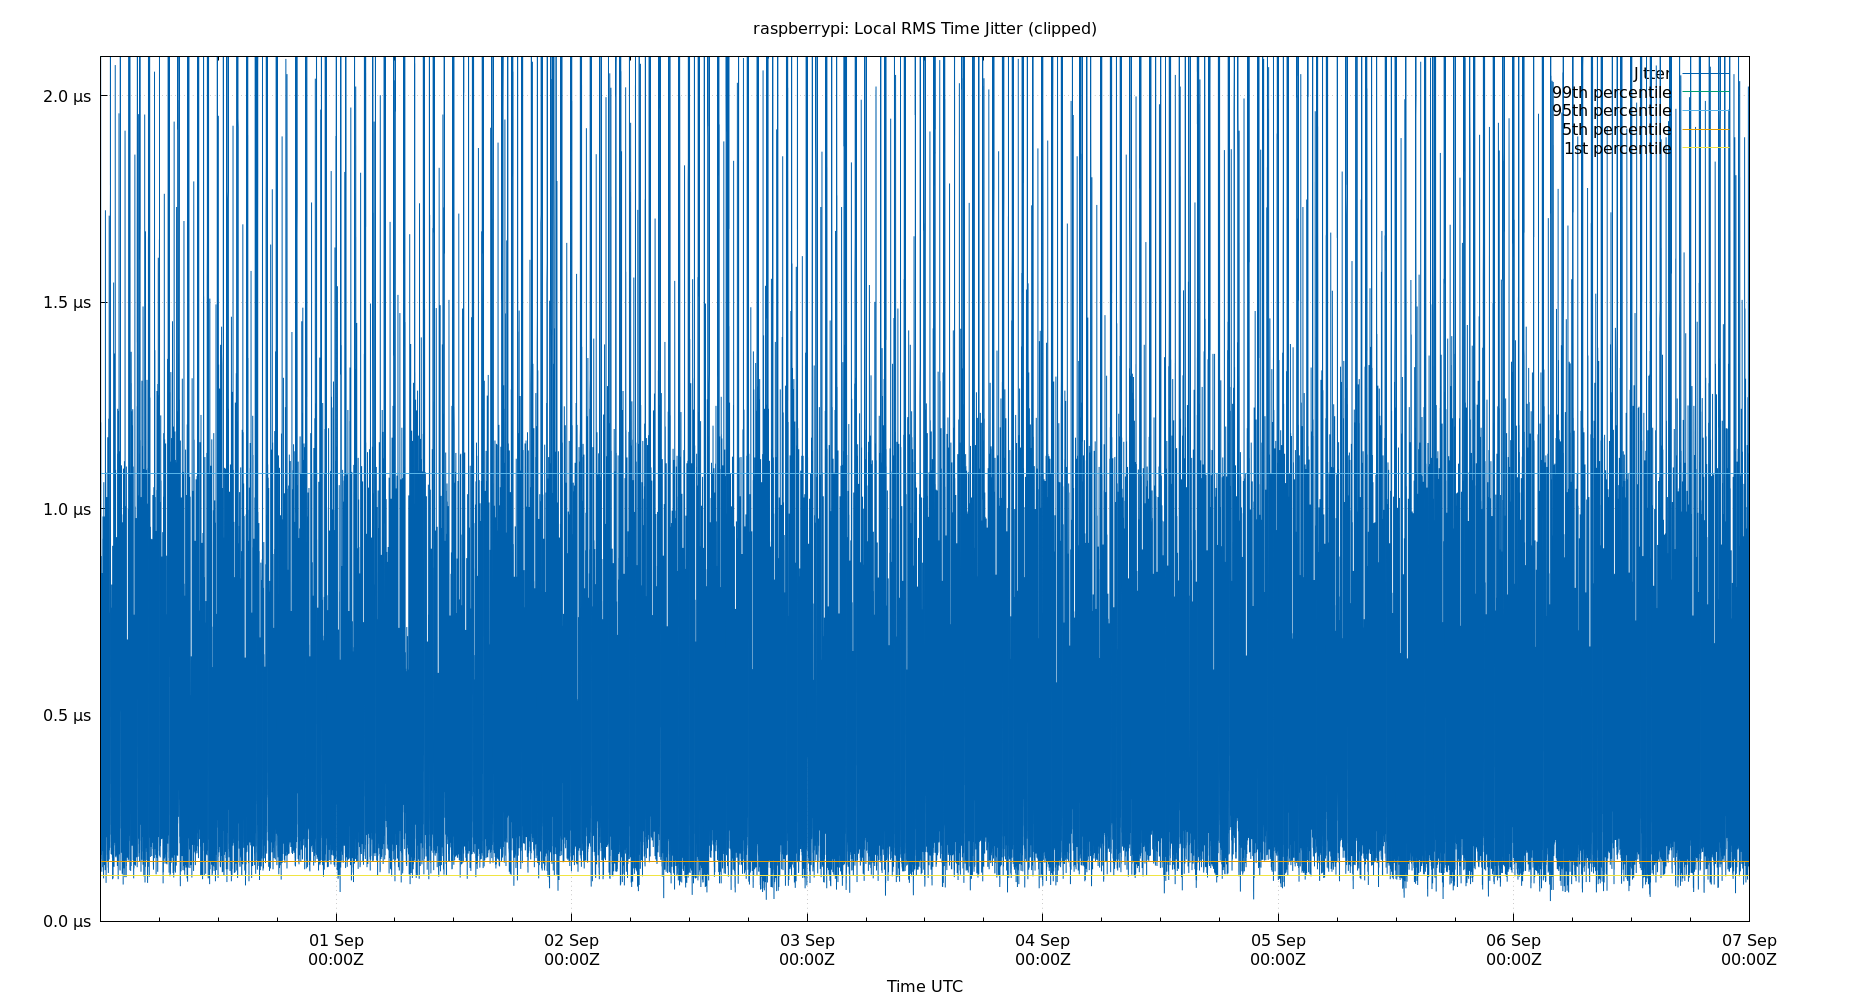 raspberrypi: Local RMS Time Jitter (clipped)
2.0 µs
1.5 µs
1.0 µs
0.5 µs
0.0 µs
Jitter
99th percentile
95th percentile
5th percentile
1st percentile
01 Sep 02 Sep 03 Sep 04 Sep 05 Sep 06 Sep 07 Sep
00:00Z 00:00Z 00:00Z 00:00Z 00:00Z 00:00Z 00:00Z
Time UTC